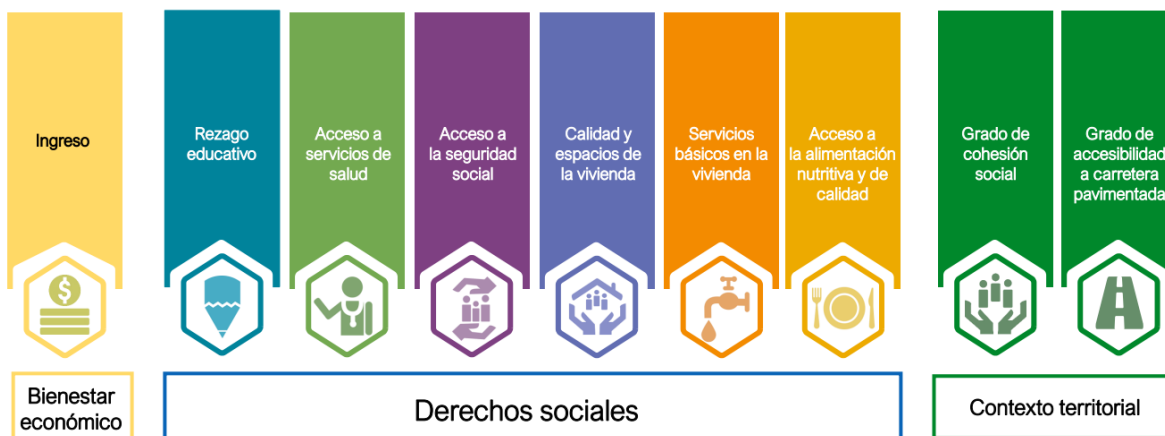 Ingreso
Rezago
educativo
Acceso a
servicios de
salud
Acceso a
la seguridad
social
Calidad y
espacios de
la vivienda
Servicios
básicos en la
vivienda
Acceso a
la alimentación
nutritiva y de
calidad
Grado de
cohesión
social
Grado de
accesibilidad
a carretera
pavimentada
$
Bienestar
económico
Derechos sociales
Contexto territorial